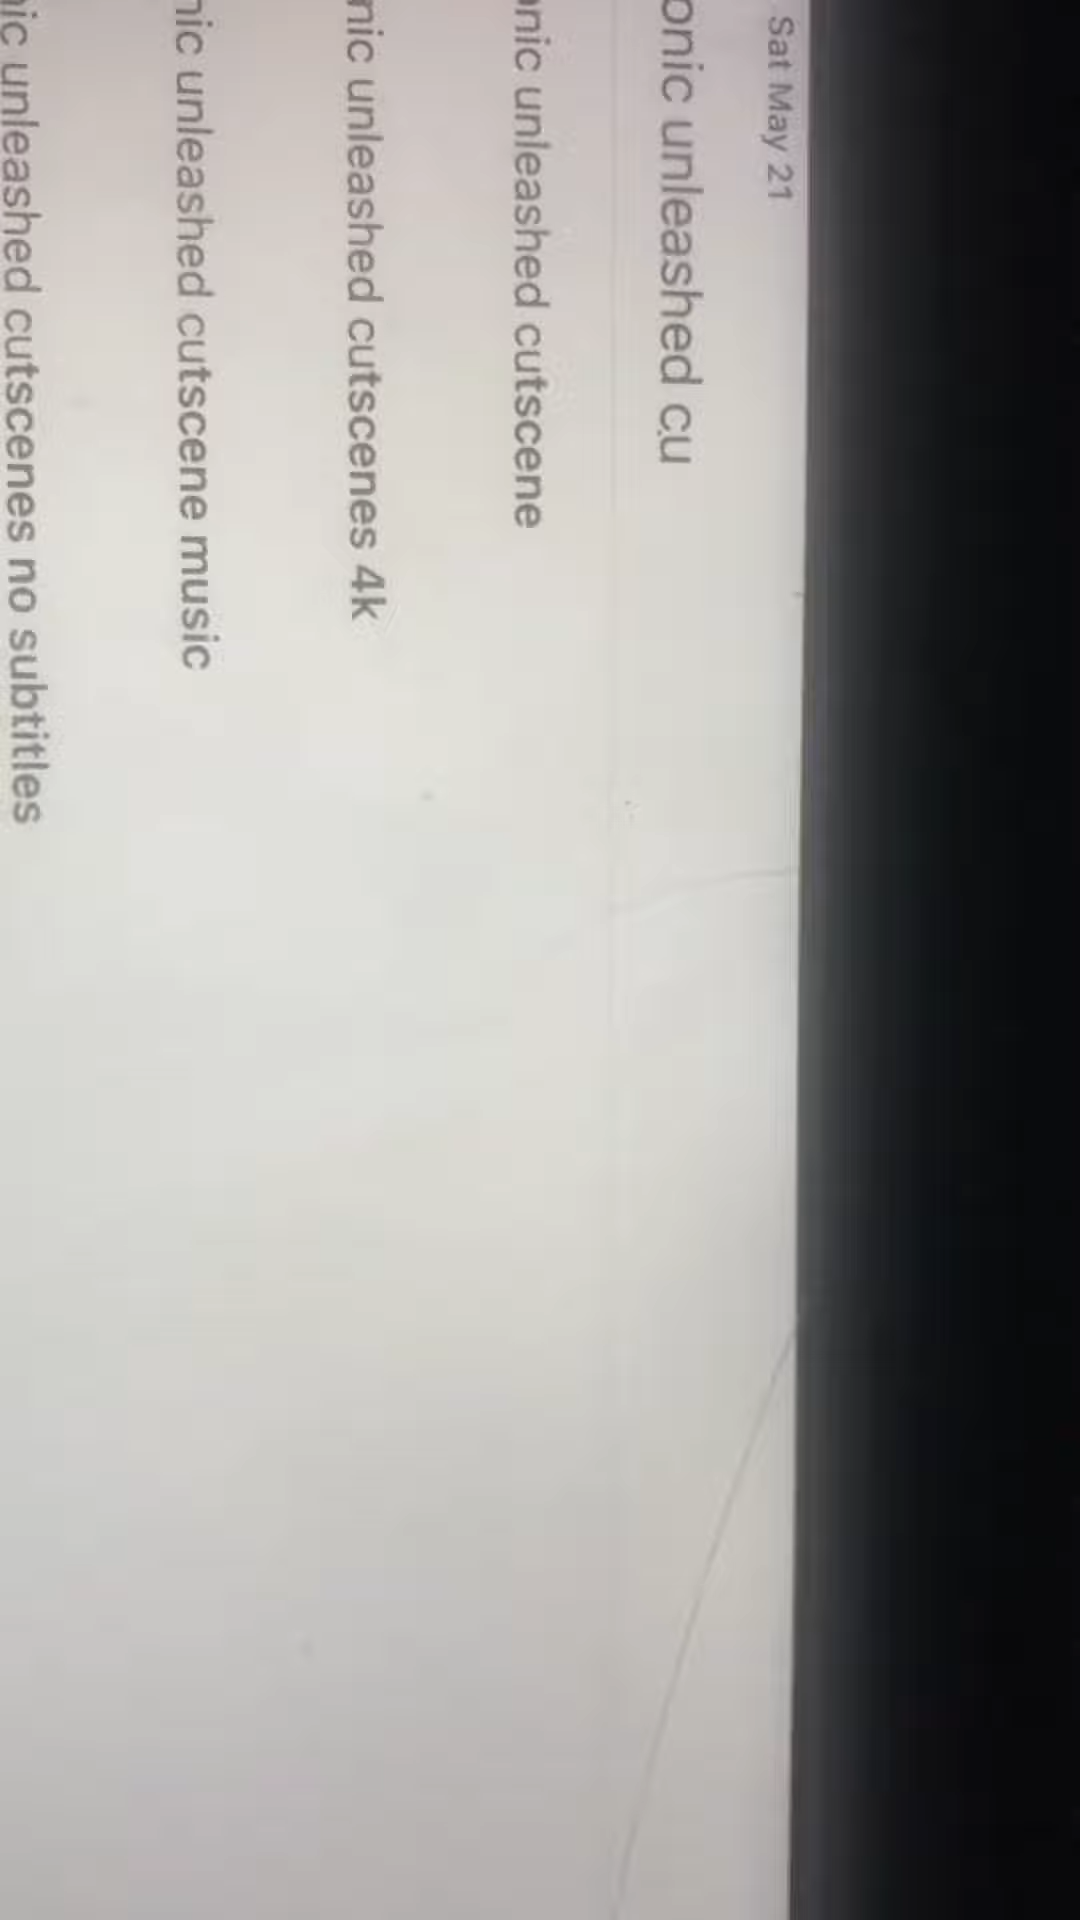 Sat May 21
onic unleashed cu
onic unleashed cutscene
nic unleashed cutscenes 4k
nic unleashed cutscene music
nic unleashed cutscenes no subtitles